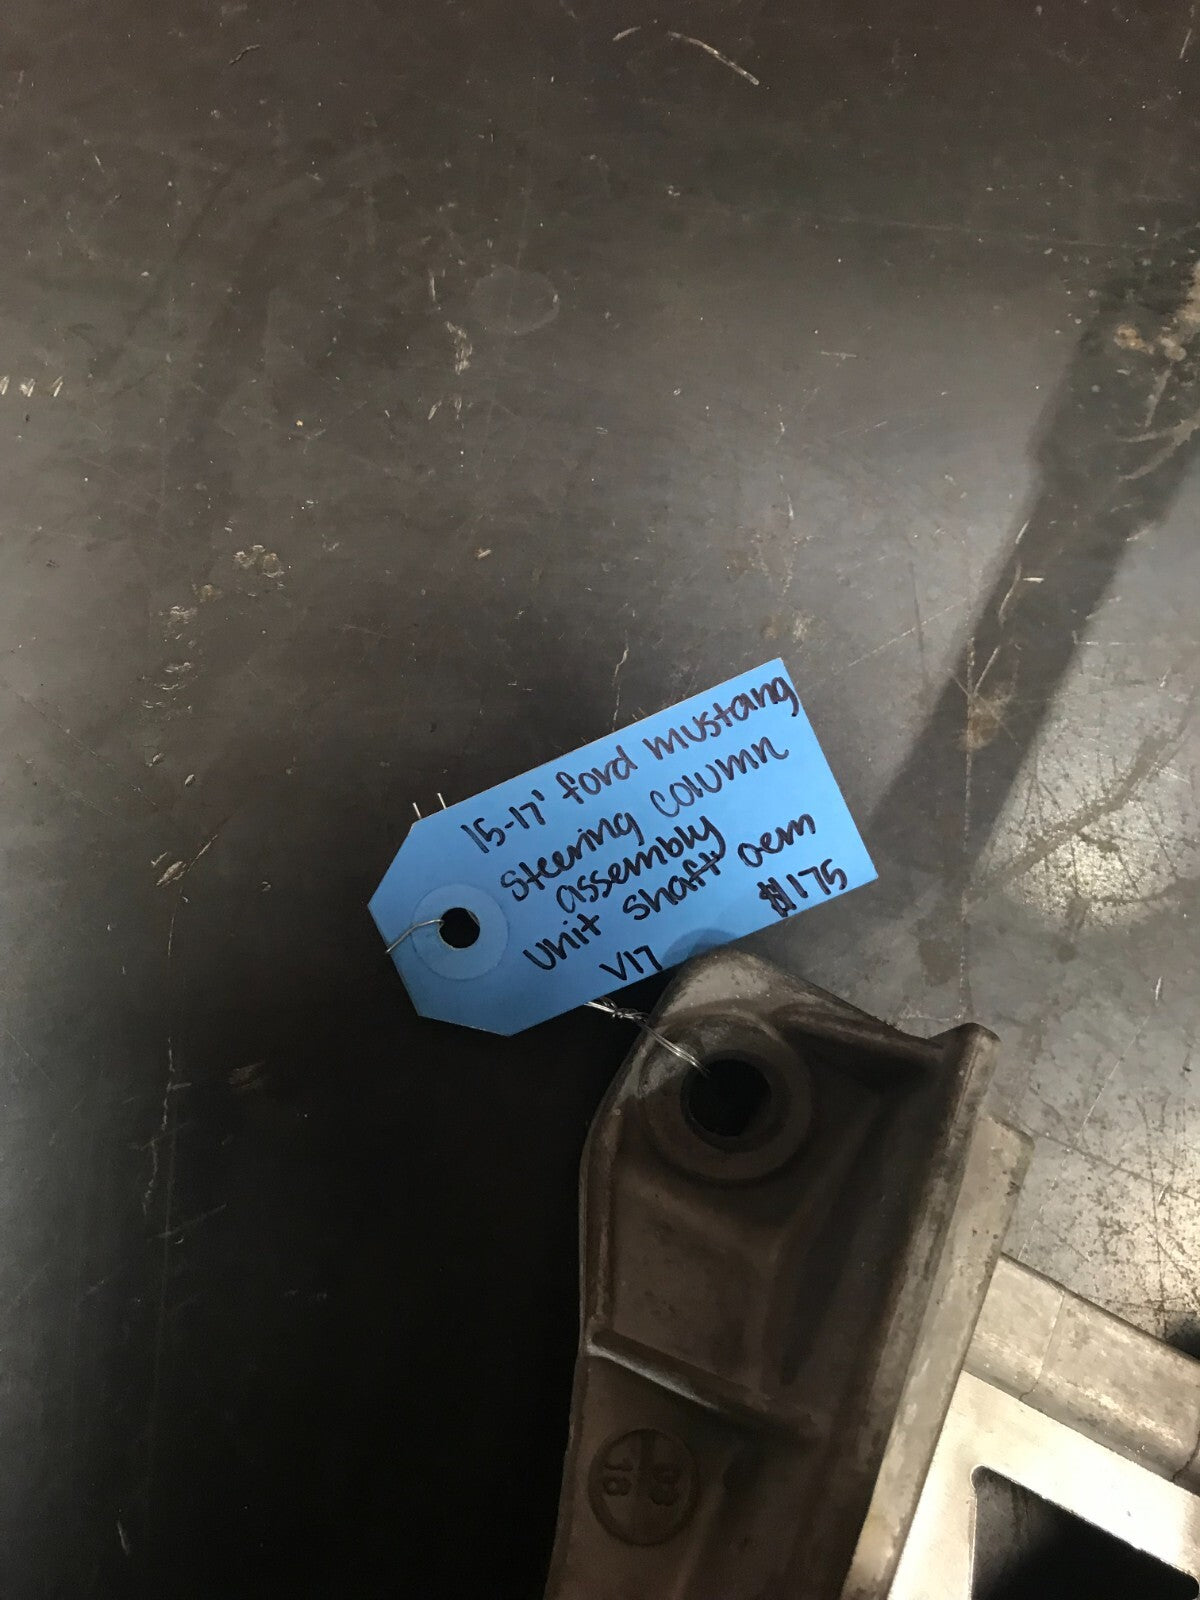 15-17' ford mustang
steering column
assembly
unit shaft oem
$175
V17